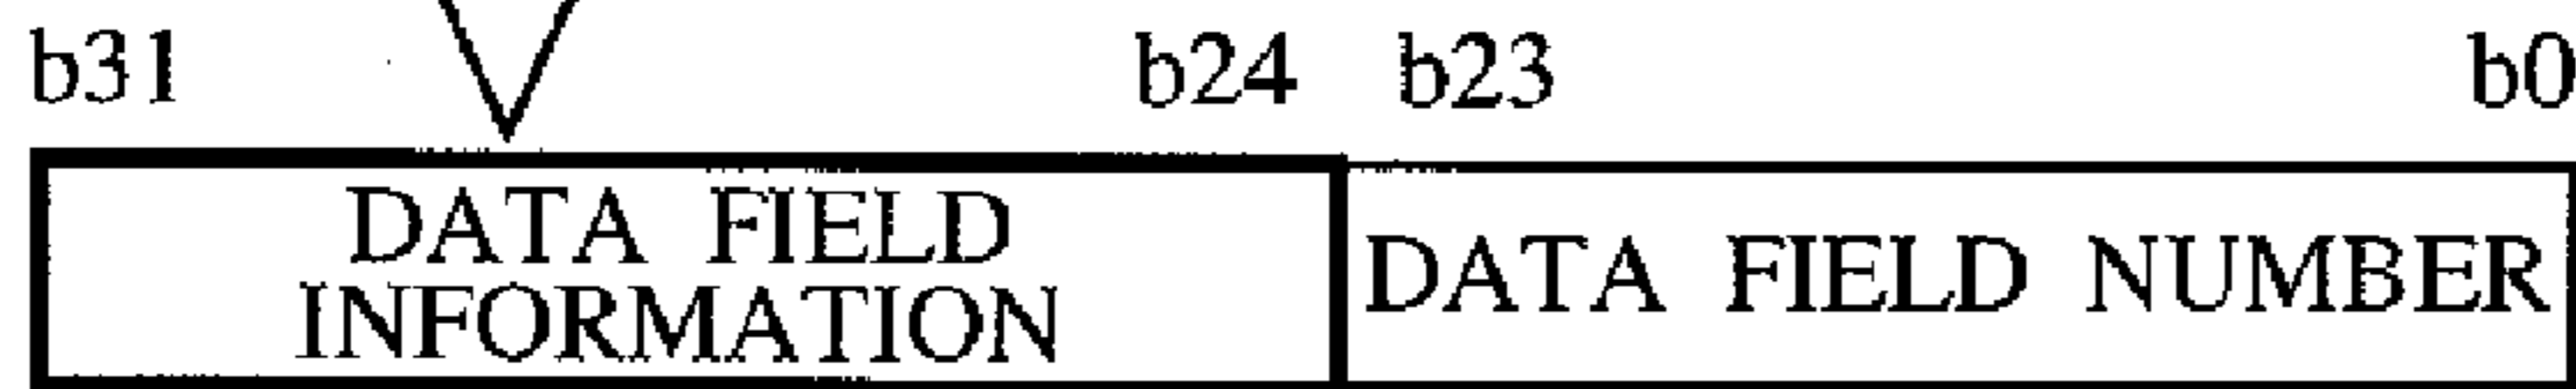 b31 b24 b23 b0
DATA FIELD
INFORMATION
DATA FIELD NUMBER